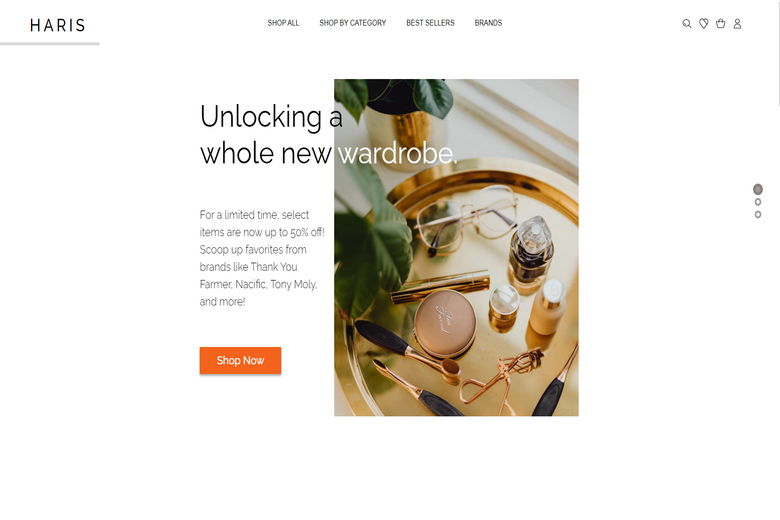 HARIS
SHOP ALL
SHOP BY CATEGORY
BEST SELLERS
BRANDS
Unlocking a
whole new wardrobe.
For a limited time, select
items are now up to 50% off!
Scoop up favorites from
brands like Thank You
Farmer, Nacific, Tony Moly,
and more!
Shop Now